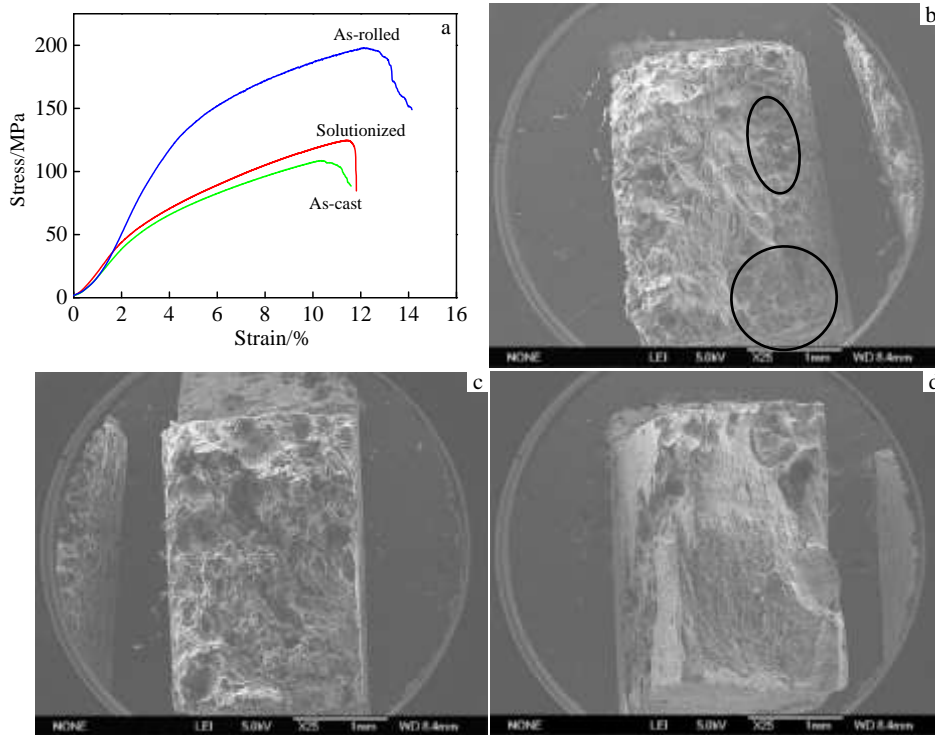 a
200
150
100
50
0
Stress/MPa
As-rolled
Solutionized
As-cast
0 2 4 6 8 10 12 14 16
Strain/%
b
NONE LEI 5.0kV X25 1mm WD 8.4mm
c
NONE LEI 5.0kV X25 1mm WD 8.4mm
d
NONE LEI 5.0kV X25 1mm WD 8.4mm